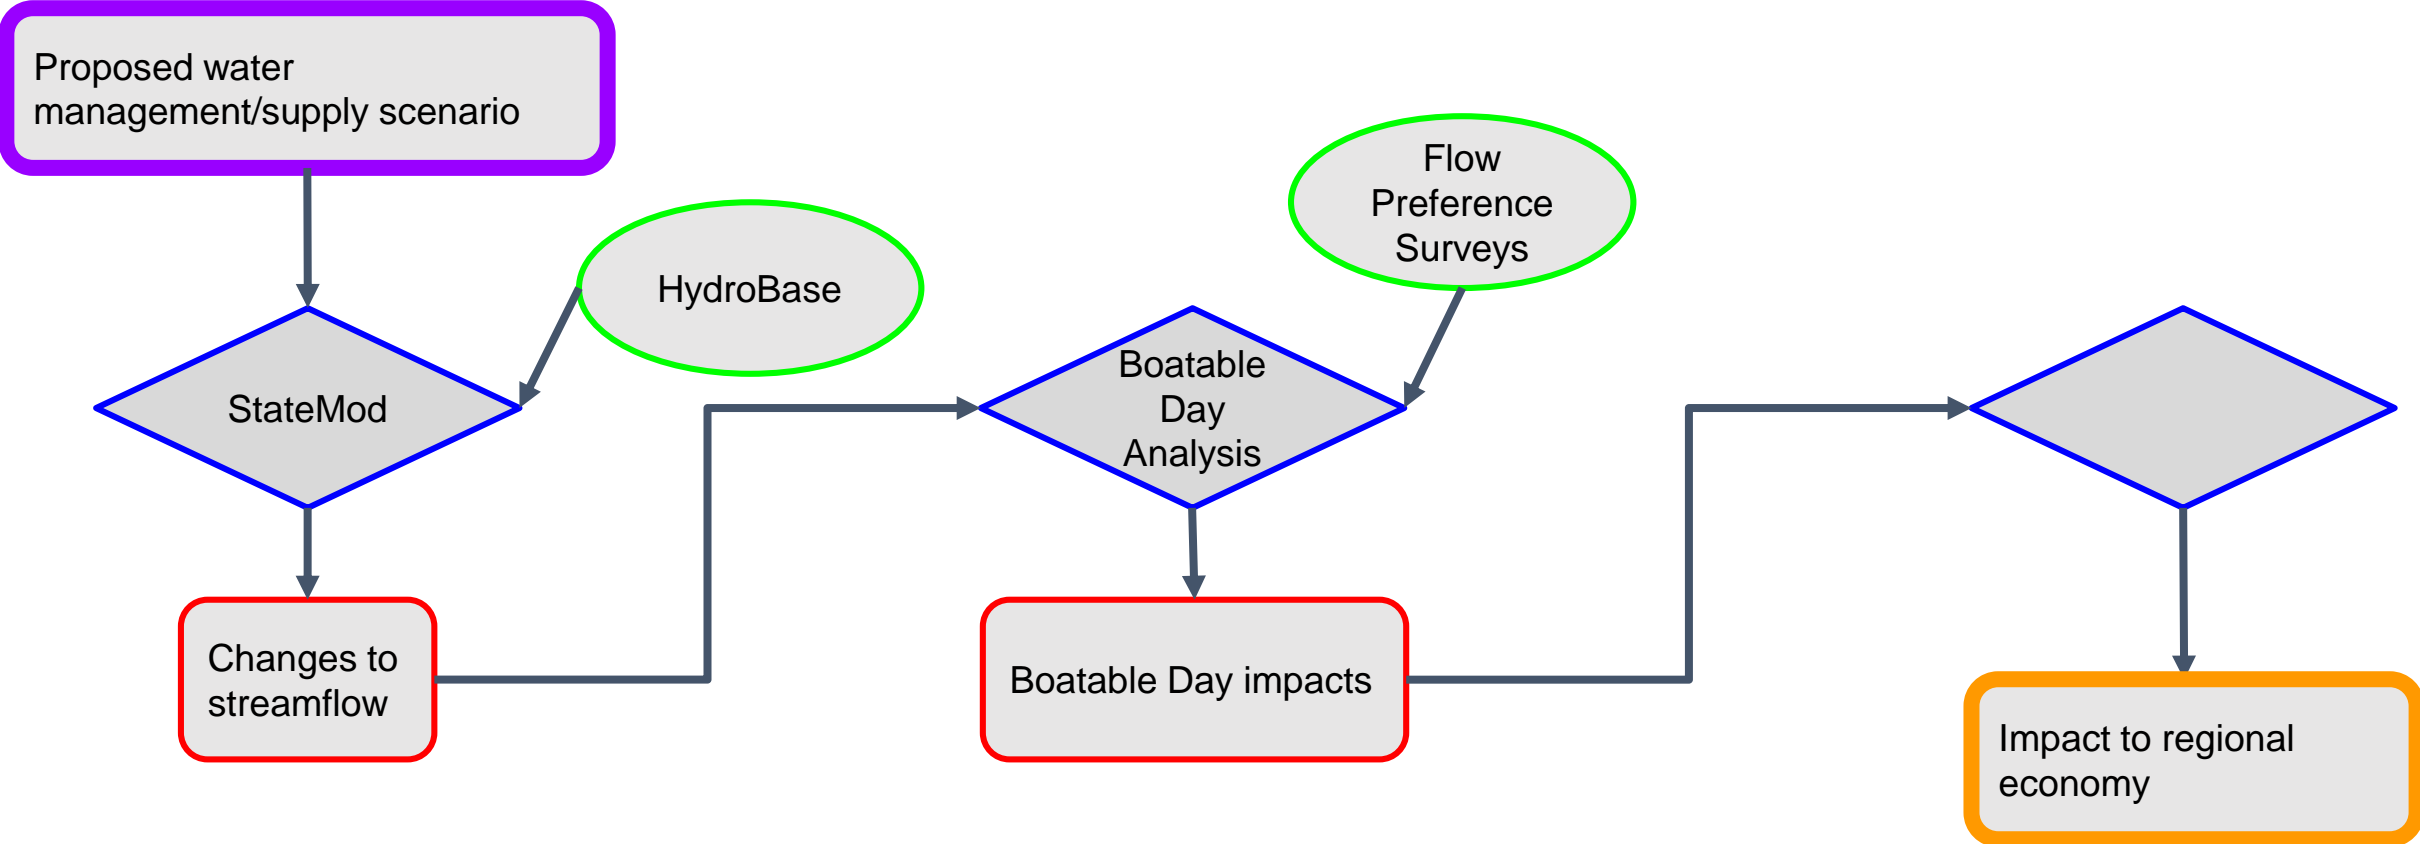 Proposed water
management/supply scenario
HydroBase
Flow
Preference
Surveys
StateMod
Boatable
Day
Analysis
Changes to
streamflow
Boatable Day impacts
Impact to regional
economy